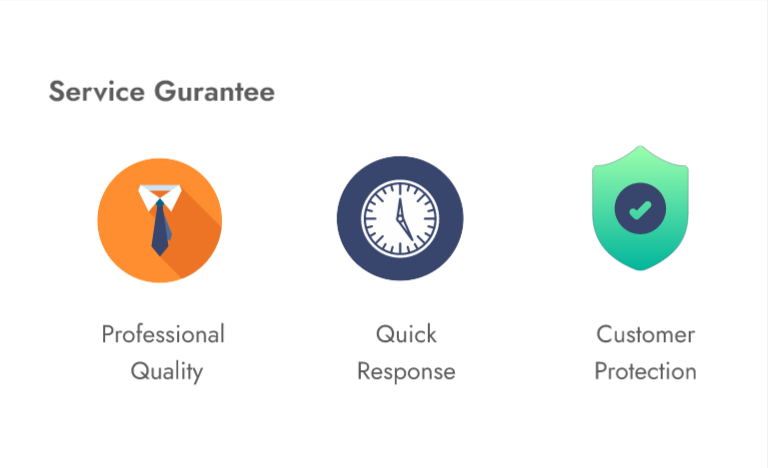 Service Gurantee
Professional
Quality
Quick
Response
Customer
Protection